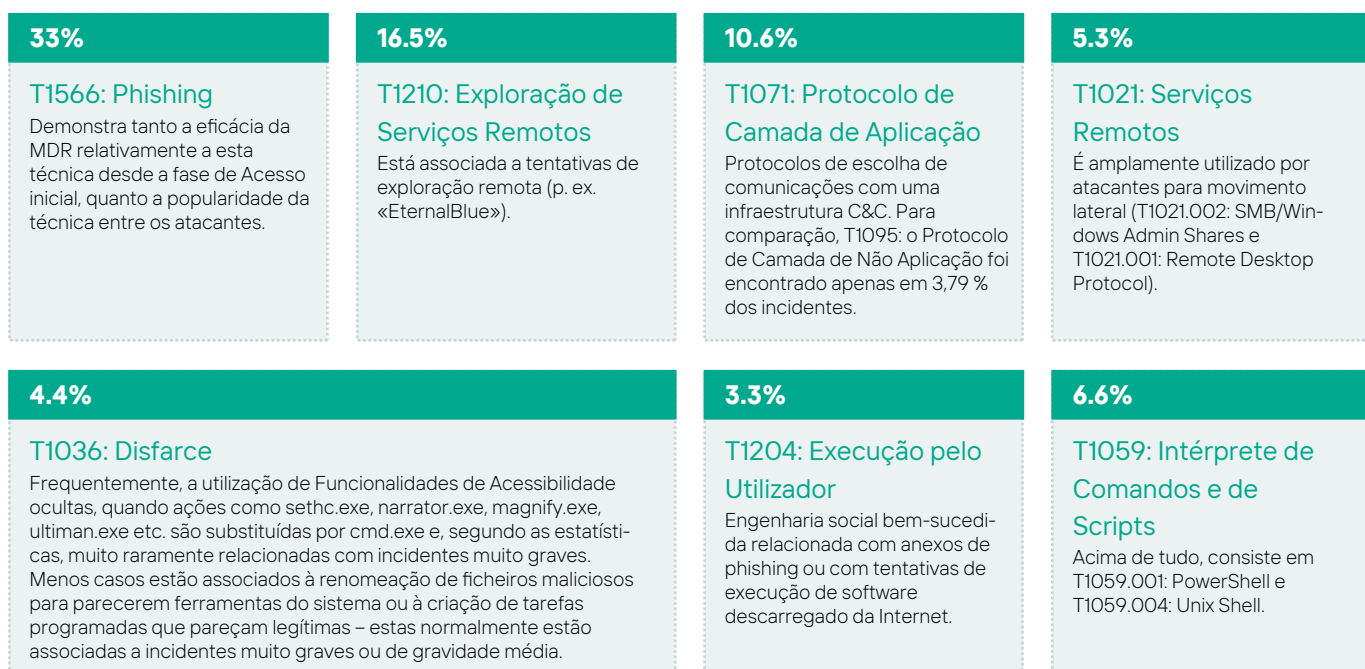 33%
T1566: Phishing
Demonstra tanto a eficácia da
MDR relativamente a esta
técnica desde a fase de Acesso
inicial, quanto a popularidade da
técnica entre os atacantes.
16.5%
T1210: Exploração de
Serviços Remotos
Está associada a tentativas de
exploração remota (p. ex.
«EternalBlue»).
10.6%
T1071: Protocolo de
Camada de Aplicação
Protocolos de escolha de
comunicações com uma
infraestrutura C&C. Para
comparação, T1095: o Protocolo
de Camada de Não Aplicação foi
encontrado apenas em 3,79 %
dos incidentes.
5.3%
T1021: Serviços
Remotos
É amplamente utilizado por
atacantes para movimento
lateral (T1021.002: SMB/Win-
dows Admin Shares e
T1021.001: Remote Desktop
Protocol).
4.4%
T1036: Disfarce
Frequentemente, a utilização de Funcionalidades de Acessibilidade
ocultas, quando ações como sethc.exe, narrator.exe, magnify.exe,
ultiman.exe etc. são substituídas por cmd.exe e, segundo as estatísti-
cas, muito raramente relacionadas com incidentes muito graves.
Menos casos estão associados à renomeação de ficheiros maliciosos
para parecerem ferramentas do sistema ou à criação de tarefas
programadas que pareçam legítimas – estas normalmente estão
associadas a incidentes muito graves ou de gravidade média.
3.3%
T1204: Execução pelo
Utilizador
Engenharia social bem-sucedi-
da relacionada com anexos de
phishing ou com tentativas de
execução de software
descarregado da Internet.
6.6%
T1059: Intérprete de
Comandos e de
Scripts
Acima de tudo, consiste em
T1059.001: PowerShell e
T1059.004: Unix Shell.